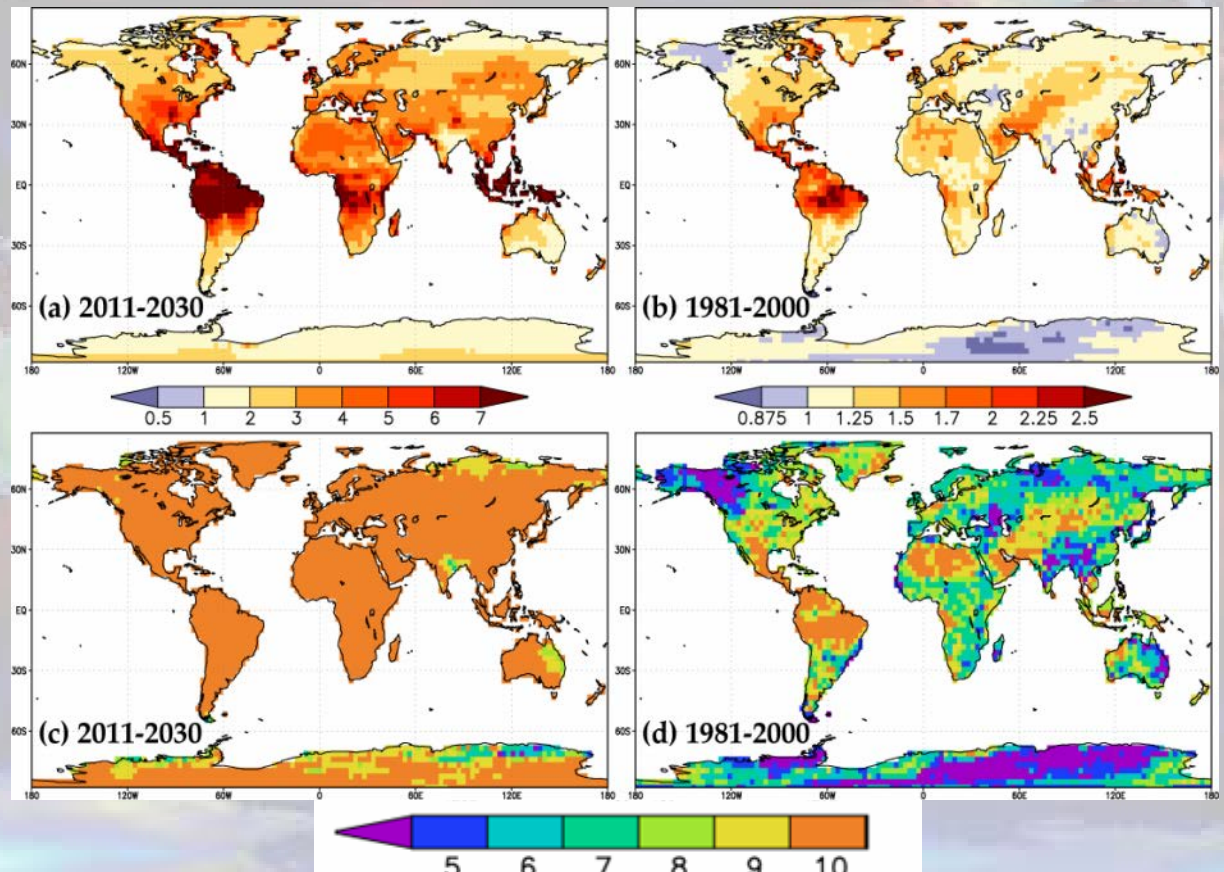 60N
30N
EQ
30S
60S
(a) 2011-2030
180 120W 60W 0 60E 120E 180
60N
30N
EQ
30S
60S
(b) 1981-2000
180 120W 60W 0 60E 120E 180
0.5 1 2 3 4 5 6 7
0.875 1 1.25 1.5 1.7 2 2.25 2.5
60N
30N
EQ
30S
60S
(c) 2011-2030
180 120W 60W 0 60E 120E 180
60N
30N
EQ
30S
60S
(d) 1981-2000
180 120W 60W 0 60E 120E 180
5 6 7 8 9 10